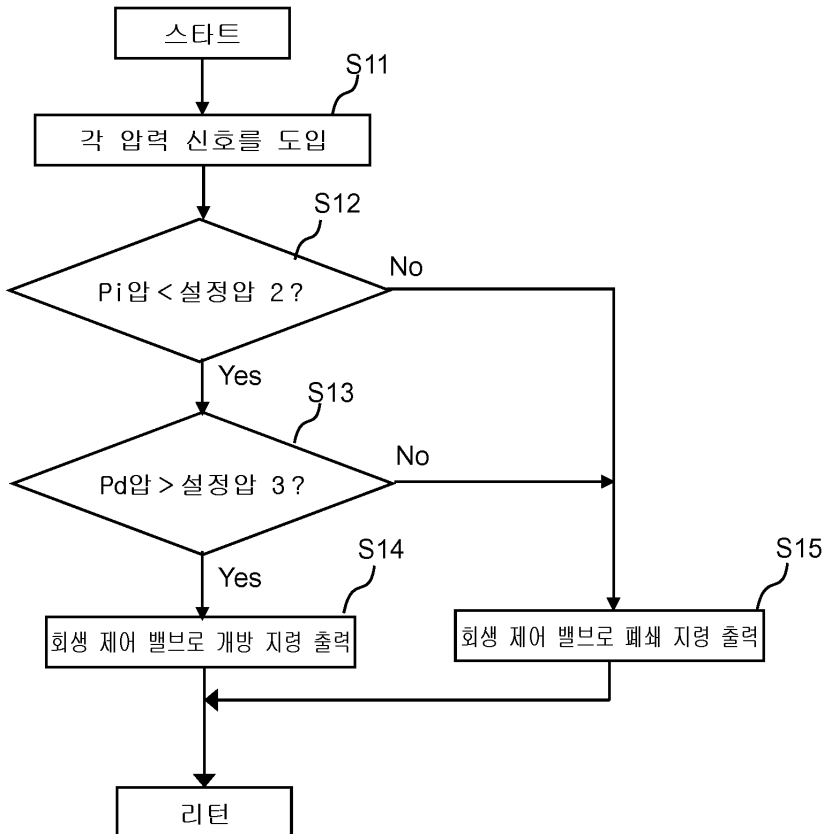 스타트
S11
각 압력 신호를 도입
S12
Pi압<설정압 2?
No
Yes
S13
Pd압>설정압 3?
No
Yes
S14
회생 제어 밸브로 개방 지령 출력
S15
회생 제어 밸브로 폐쇄 지령 출력
리턴